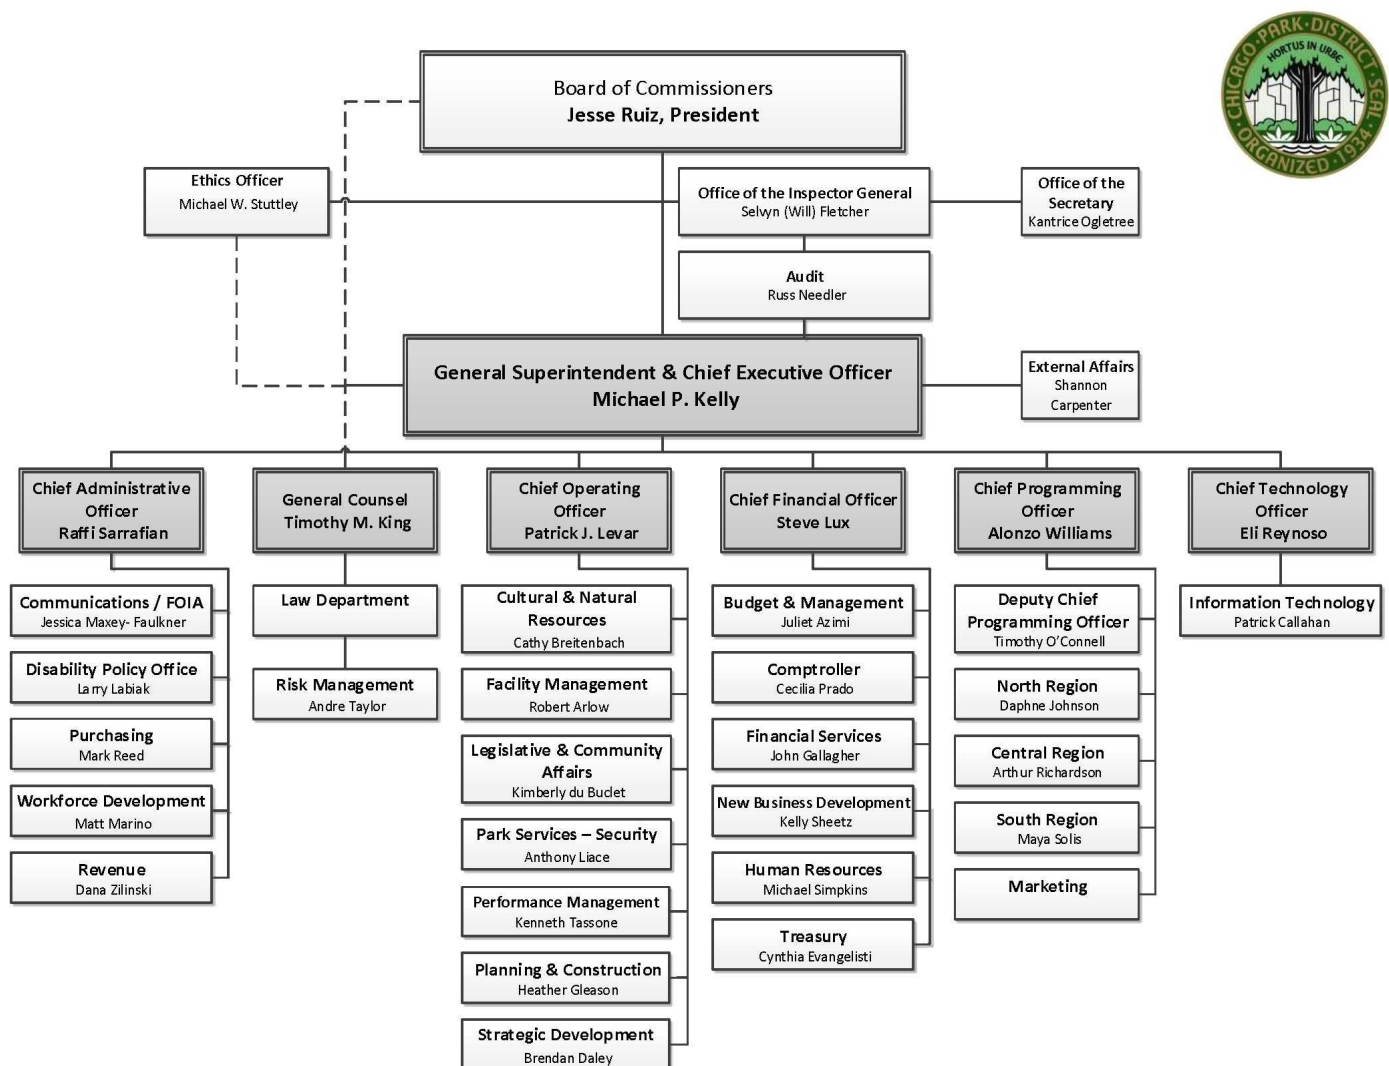 CHICAGO·PARK·DISTRICT·SEAL·ORGANIZED·1934·
HORTUS IN URBE
Board of Commissioners
Jesse Ruiz, President
Ethics Officer
Michael W. Stuttley
Office of the Inspector General
Selvyn (Will) Fletcher
Office of the
Secretary
Kantrice Ogletree
Audit
Russ Needler
General Superintendent & Chief Executive Officer
Michael P. Kelly
External Affairs
Shannon
Carpenter
Chief Administrative
Officer
Raffi Sarrafian
General Counsel
Timothy M. King
Chief Operating
Officer
Patrick J. Levar
Chief Financial Officer
Steve Lux
Chief Programming
Officer
Alonzo Williams
Chief Technology
Officer
Eli Reynoso
Communications / FOIA
Jessica Maxey- Faulkner
Disability Policy Office
Larry Labiak
Purchasing
Mark Reed
Workforce Development
Matt Marino
Revenue
Dana Zilinski
Law Department
Risk Management
Andre Taylor
Cultural & Natural
Resources
Cathy Breitenbach
Facility Management
Robert Arlow
Legislative & Community
Affairs
Kimberly du Buclet
Park Services – Security
Anthony Liace
Performance Management
Kenneth Tassone
Planning & Construction
Heather Gleason
Strategic Development
Brendan Daley
Budget & Management
Juliet Azimi
Comptroller
Cecilia Prado
Financial Services
John Gallagher
New Business Development
Kelly Sheetz
Human Resources
Michael Simpkins
Treasury
Cynthia Evangelisti
Deputy Chief
Programming Officer
Timothy O’Connell
North Region
Daphne Johnson
Central Region
Arthur Richardson
South Region
Maya Solis
Marketing
Information Technology
Patrick Callahan